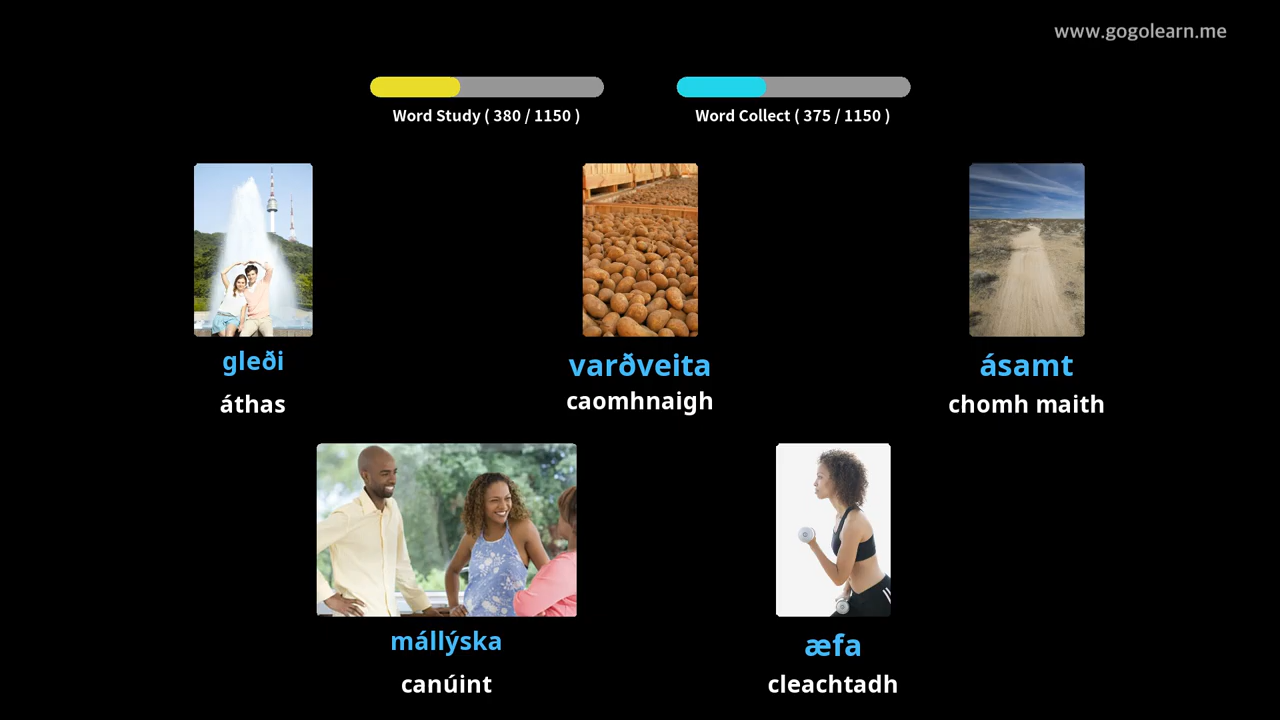 www.gogolearn.me
Word Study ( 380 / 1150 )
Word Collect ( 375 / 1150 )
gleði
áthas
varðveita
caomhnaigh
ásamt
chomh maith
mállýska
canúint
æfa
cleachtadh